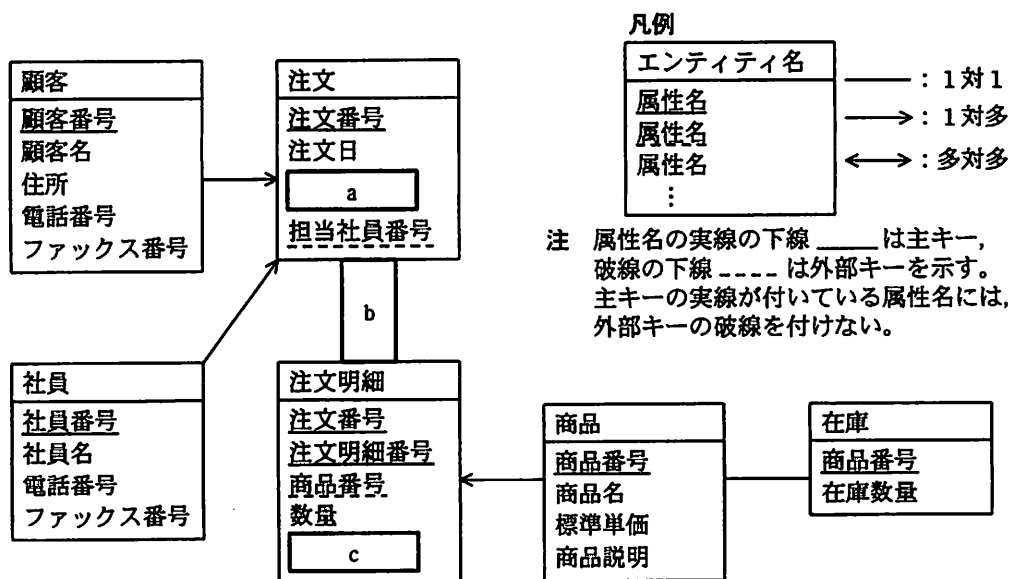 凡例
エンティティ名
属性名
属性名
属性名
⋮
：1対1
：1対多
：多対多
注 属性名の実線の下線____は主キー，
破線の下線----は外部キーを示す。
主キーの実線が付いている属性名には，
外部キーの破線を付けない。
顧客
顧客番号
顧客名
住所
電話番号
ファックス番号
注文
注文番号
注文日
a
担当社員番号
b
社員
社員番号
社員名
電話番号
ファックス番号
注文明細
注文番号
注文明細番号
商品番号
数量
c
商品
商品番号
商品名
標準単価
商品説明
在庫
商品番号
在庫数量